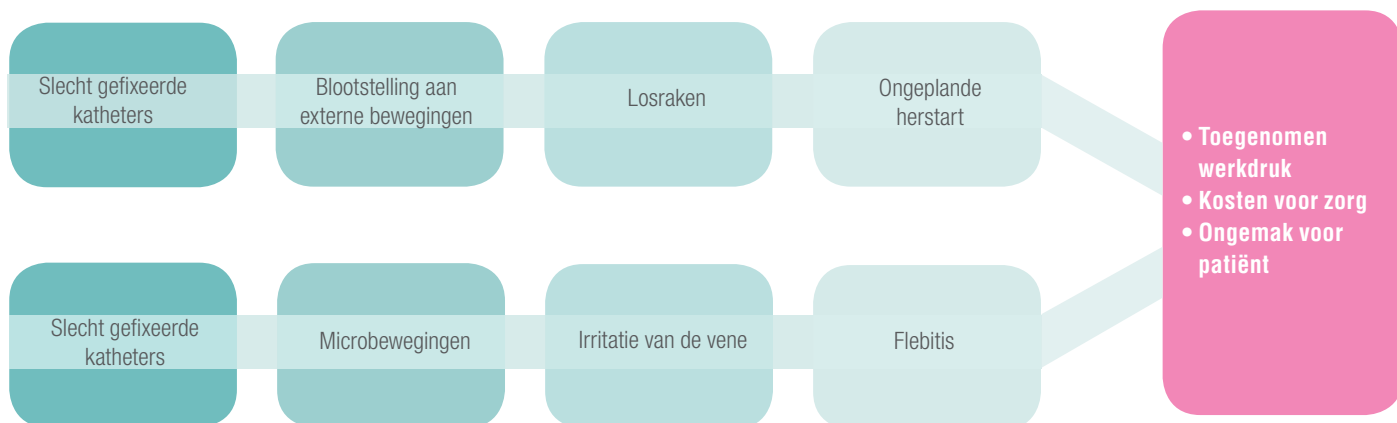 Slecht gefixeerde
katheters
Blootstelling aan
externe bewegingen
Losraken
Ongeplande
herstart
Slecht gefixeerde
katheters
Microbewegingen
Irritatie van de vene
Flebitis
• Toegenomen
werkdruk
• Kosten voor zorg
• Ongemak voor
patiënt